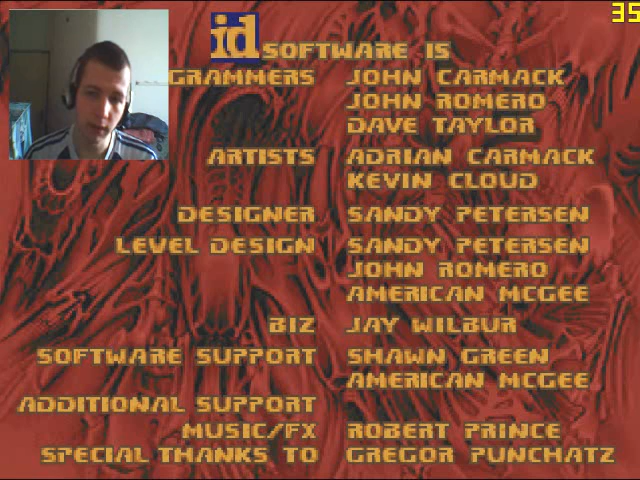 35
id SOFTWARE IS
GRAMMERS JOHN CARMACK
JOHN ROMERO
DAVE TAYLOR
ARTISTS ADRIAN CARMACK
KEVIN CLOUD
DESIGNER SANDY PETERSEN
LEVEL DESIGN SANDY PETERSEN
JOHN ROMERO
AMERICAN MCGEE
BIZ JAY WILBUR
SOFTWARE SUPPORT SHAWN GREEN
AMERICAN MCGEE
ADDITIONAL SUPPORT
MUSIC/FX ROBERT PRINCE
SPECIAL THANKS TO GREGOR PUNCHATZ